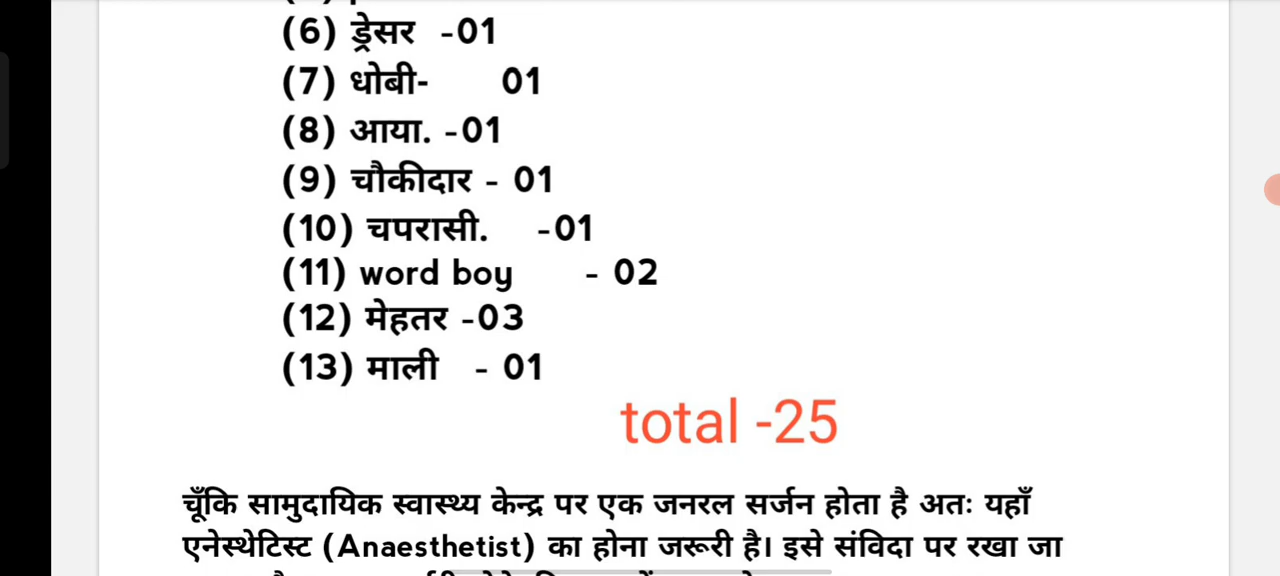 (6) ड्रेसर -01
(7) धोबी- 01
(8) आया. -01
(9) चौकीदार - 01
(10) चपरासी. -01
(11) word boy - 02
(12) मेहतर -03
(13) माली - 01
total -25
चूँकि सामुदायिक स्वास्थ्य केन्द्र पर एक जनरल सर्जन होता है अतः यहाँ
एनेस्थेटिस्ट (Anaesthetist) का होना जरूरी है। इसे संविदा पर रखा जा